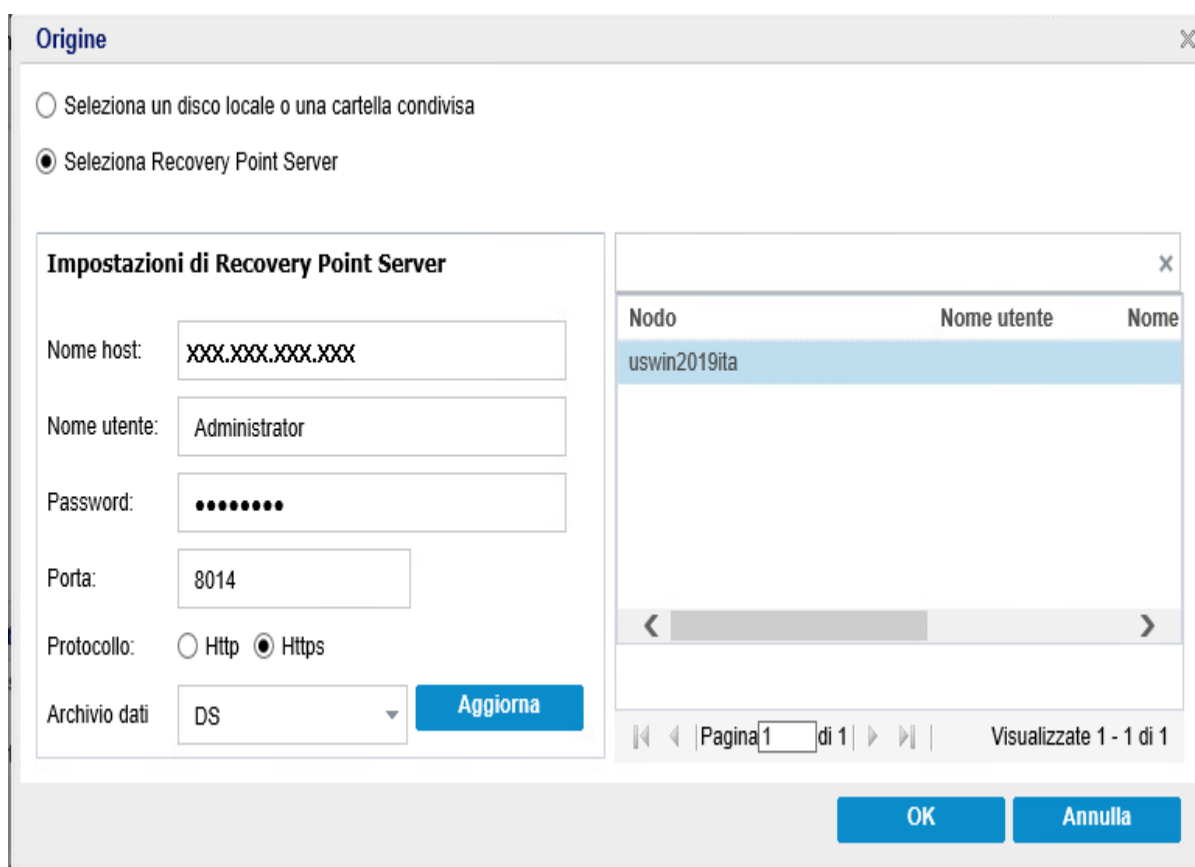 Origine
Seleziona un disco locale o una cartella condivisa
Seleziona Recovery Point Server
Impostazioni di Recovery Point Server
Nome host: XXX.XXX.XXX.XXX
Nome utente: Administrator
Password: ••••••••
Porta: 8014
Protocollo: Http Https
Archivio dati DS Aggiorna
Nodo Nome utente Nome
uswin2019ita
Pagina 1 di 1 Visualizzate 1 - 1 di 1
OK Annulla